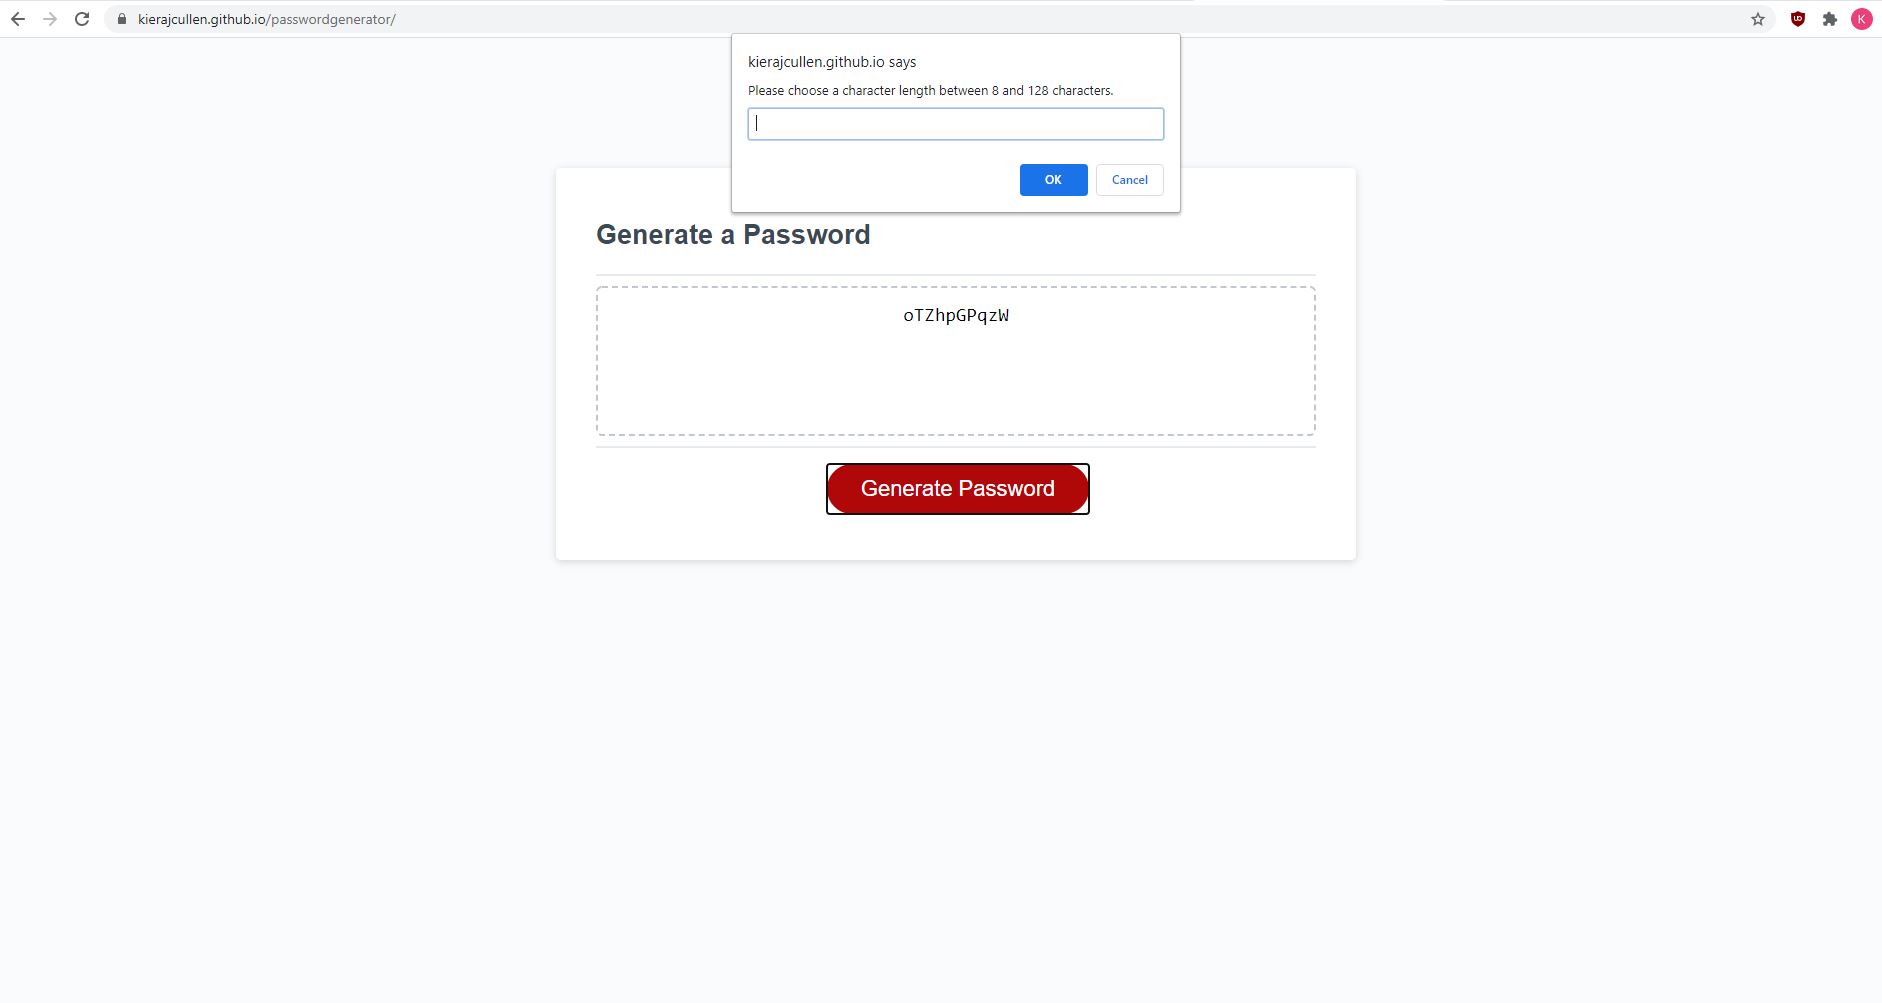 kierajcullen.github.io/passwordgenerator/
K
kierajcullen.github.io says
Please choose a character length between 8 and 128 characters.
OK
Cancel
Generate a Password
oTZhpGPqzW
Generate Password